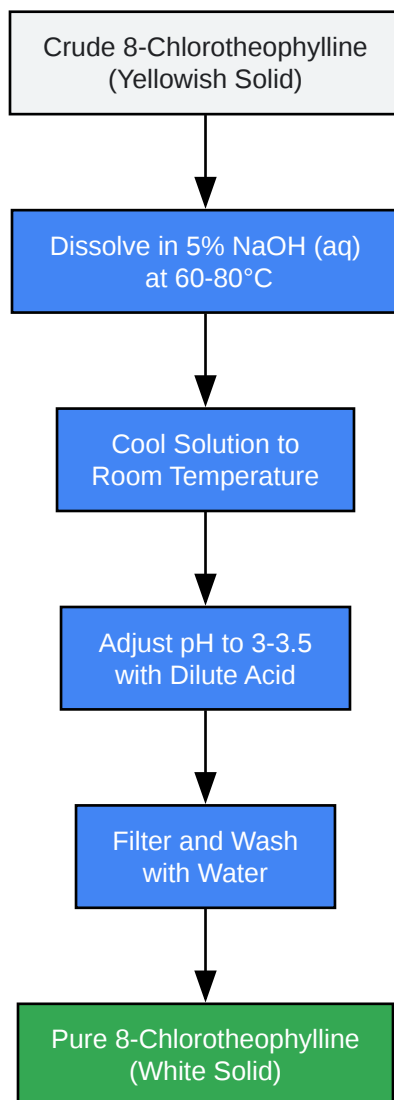 Crude 8-Chlorotheophylline
(Yellowish Solid)
Dissolve in 5% NaOH (aq)
at 60-80°C
Cool Solution to
Room Temperature
Adjust pH to 3-3.5
with Dilute Acid
Filter and Wash
with Water
Pure 8-Chlorotheophylline
(White Solid)